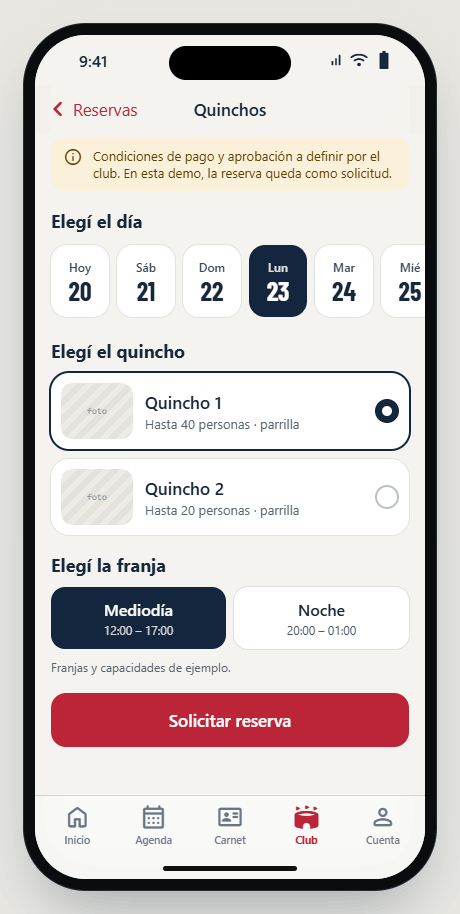 9:41
Reservas
Quinchos
Condiciones de pago y aprobación a definir por el
club. En esta demo, la reserva queda como solicitud.
Elegí el día
Hoy
20
Sáb
21
Dom
22
Lun
23
Mar
24
Mié
25
Elegí el quincho
foto
Quincho 1
Hasta 40 personas · parrilla
foto
Quincho 2
Hasta 20 personas · parrilla
Elegí la franja
Mediodía
12:00 – 17:00
Noche
20:00 – 01:00
Franjas y capacidades de ejemplo.
Solicitar reserva
Inicio
Agenda
Carnet
Club
Cuenta